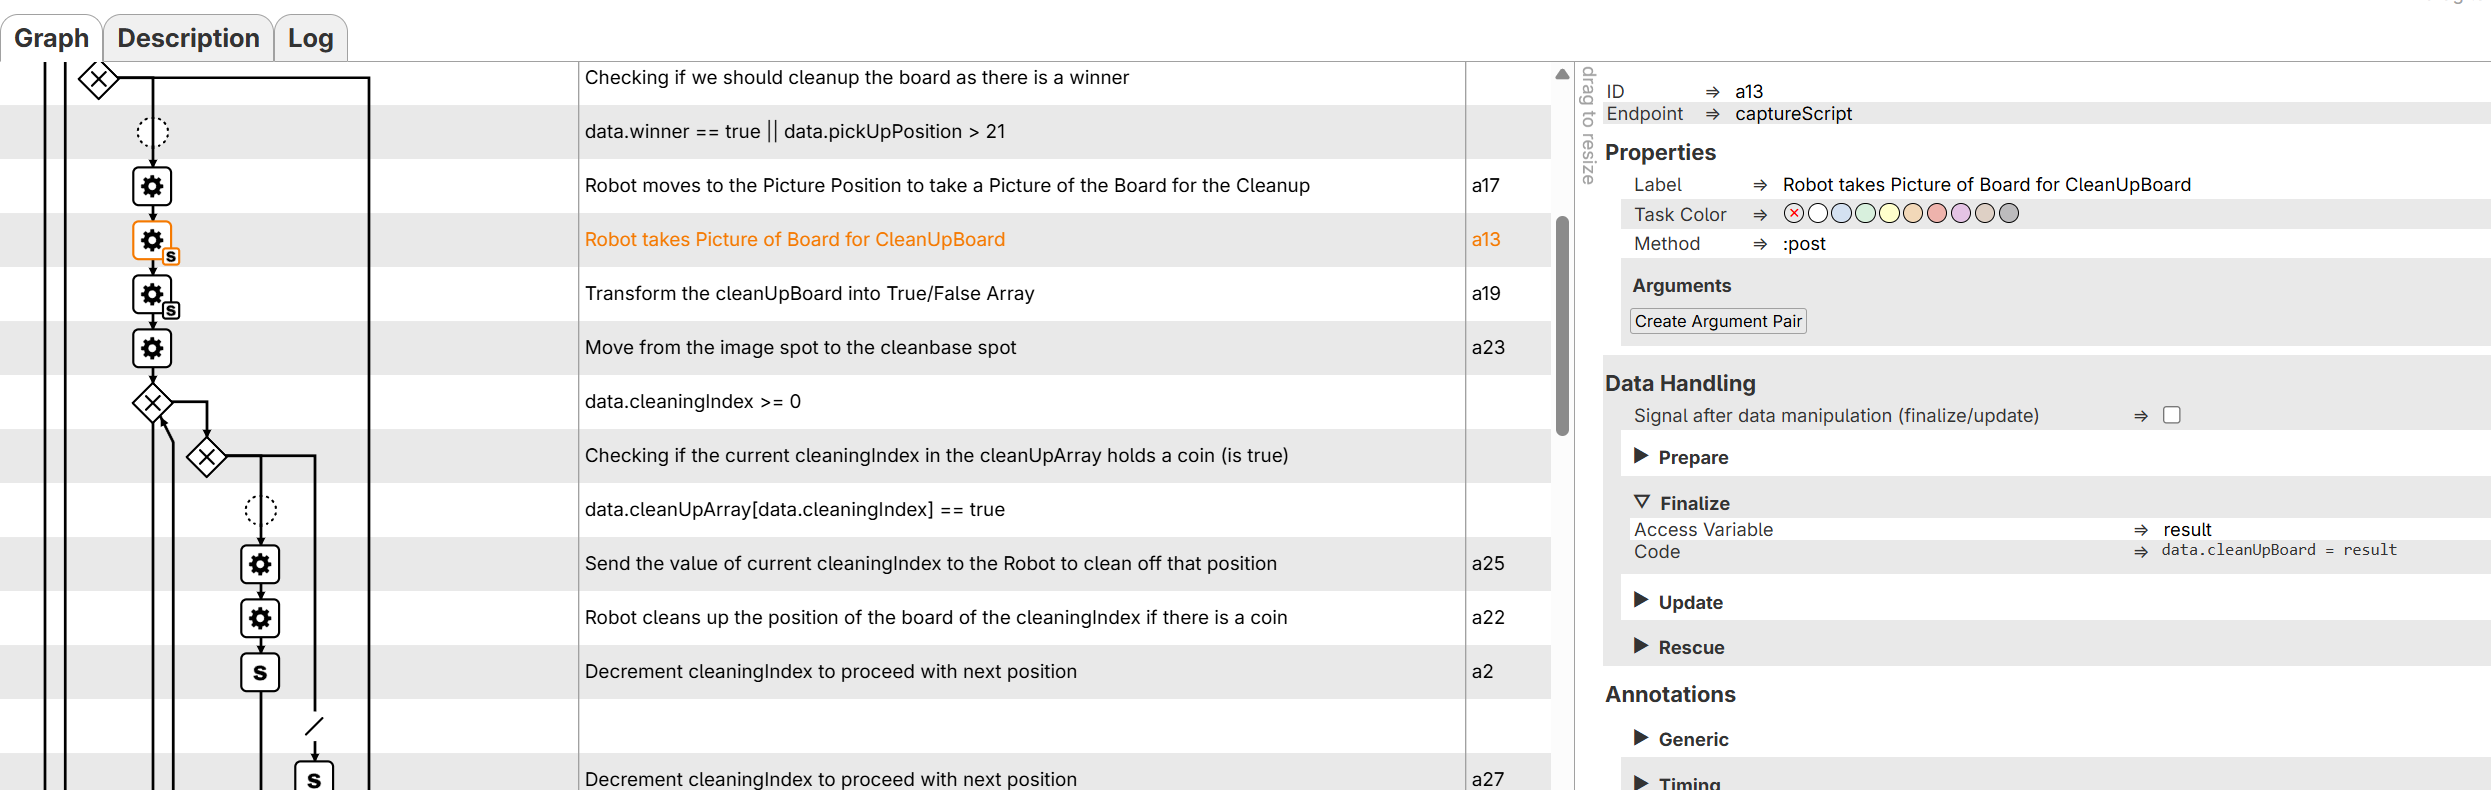 Graph Description Log
Checking if we should cleanup the board as there is a winner
data.winner == true || data.pickUpPosition > 21
Robot moves to the Picture Position to take a Picture of the Board for the Cleanup a17
s Robot takes Picture of Board for CleanUpBoard a13
s Transform the cleanUpBoard into True/False Array a19
Move from the image spot to the cleanbase spot a23
data.cleaningIndex >= 0
Checking if the current cleaningIndex in the cleanUpArray holds a coin (is true)
data.cleanUpArray[data.cleaningIndex] == true
Send the value of current cleaningIndex to the Robot to clean off that position a25
Robot cleans up the position of the board of the cleaningIndex if there is a coin a22
s Decrement cleaningIndex to proceed with next position a2
s Decrement cleaningIndex to proceed with next position a27
drag to resize
ID ⇒ a13
Endpoint ⇒ captureScript
Properties
Label ⇒ Robot takes Picture of Board for CleanUpBoard
Task Color ⇒
Method ⇒ :post
Arguments
Create Argument Pair
Data Handling
Signal after data manipulation (finalize/update) ⇒
Prepare
Finalize
Access Variable ⇒ result
Code ⇒ data.cleanUpBoard = result
Update
Rescue
Annotations
Generic
Timing